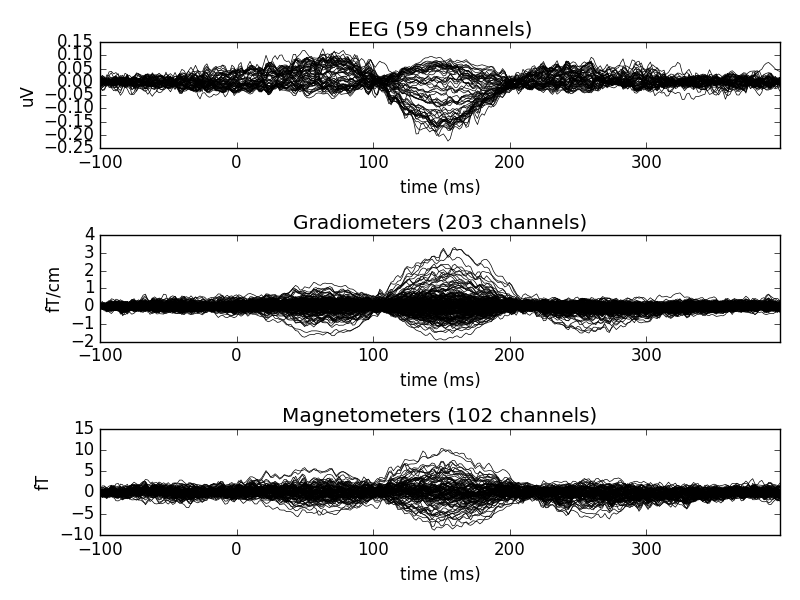 EEG (59 channels)
0.15
0.10
0.05
0.00
−0.05
−0.10
−0.15
−0.20
−0.25
uV
−100 0 100 200 300
time (ms)
Gradiometers (203 channels)
4
3
2
1
0
−1
−2
fT/cm
−100 0 100 200 300
time (ms)
Magnetometers (102 channels)
15
10
5
0
−5
−10
fT
−100 0 100 200 300
time (ms)